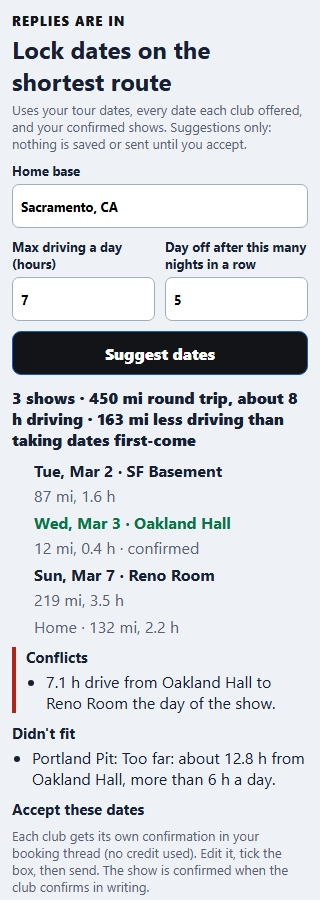 REPLIES ARE IN
Lock dates on the
shortest route
Uses your tour dates, every date each club offered,
and your confirmed shows. Suggestions only:
nothing is saved or sent until you accept.
Home base
Sacramento, CA
Max driving a day
(hours)
Day off after this many
nights in a row
7
5
Suggest dates
3 shows · 450 mi round trip, about 8
h driving · 163 mi less driving than
taking dates first-come
Tue, Mar 2 · SF Basement
87 mi, 1.6 h
Wed, Mar 3 · Oakland Hall
12 mi, 0.4 h · confirmed
Sun, Mar 7 · Reno Room
219 mi, 3.5 h
Home · 132 mi, 2.2 h
Conflicts
• 7.1 h drive from Oakland Hall to
Reno Room the day of the show.
Didn't fit
• Portland Pit: Too far: about 12.8 h from
Oakland Hall, more than 6 h a day.
Accept these dates
Each club gets its own confirmation in your
booking thread (no credit used). Edit it, tick the
box, then send. The show is confirmed when the
club confirms in writing.